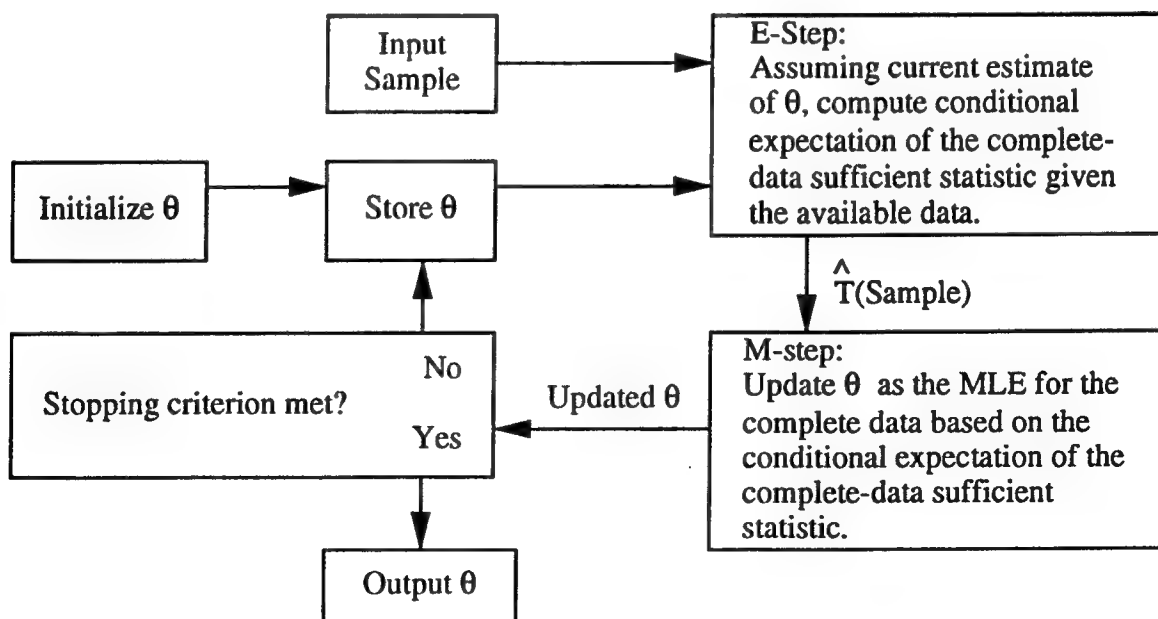 Input
Sample
E-Step:
Assuming current estimate
of θ, compute conditional
expectation of the complete-
data sufficient statistic given
the available data.
Initialize θ
Store θ
^
T(Sample)
Stopping criterion met?
No
Yes
Updated θ
M-step:
Update θ as the MLE for the
complete data based on the
conditional expectation of the
complete-data sufficient
statistic.
Output θ